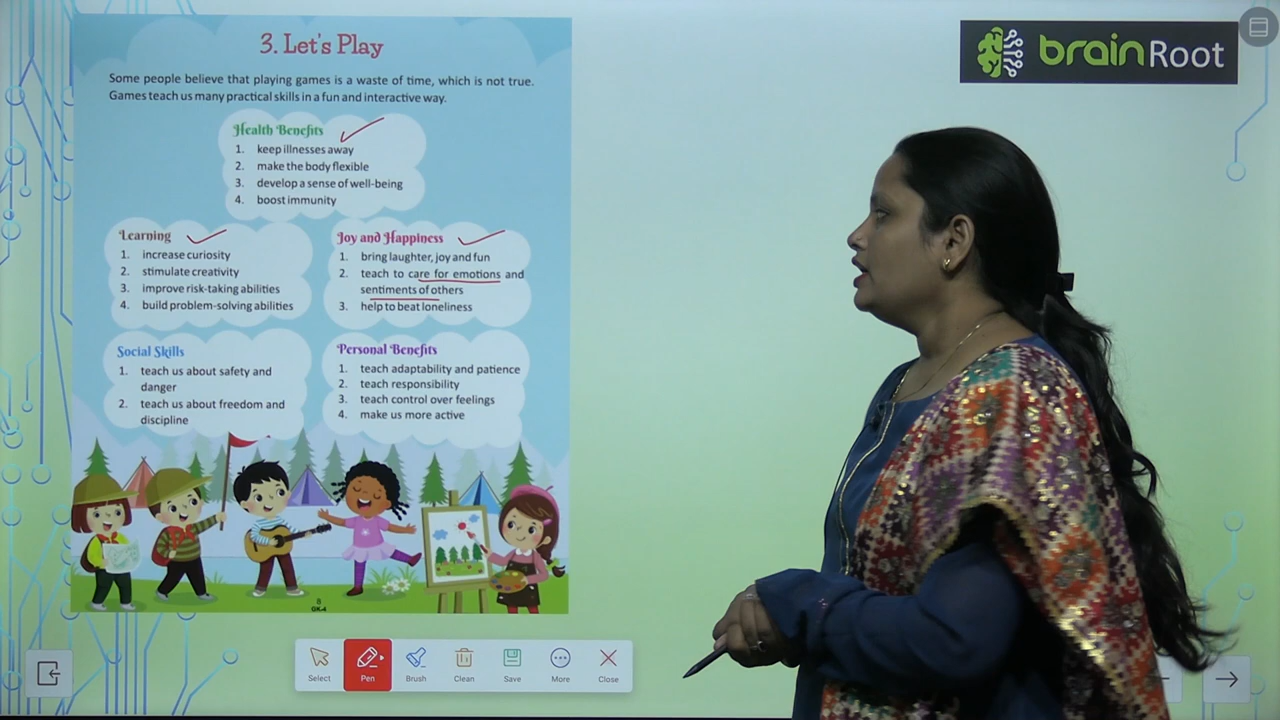 3. Let's Play
Some people believe that playing games is a waste of time, which is not true.
Games teach us many practical skills in a fun and interactive way.
Health Benefits
1. keep illnesses away
2. make the body flexible
3. develop a sense of well-being
4. boost immunity
Learning
1. increase curiosity
2. stimulate creativity
3. improve risk-taking abilities
4. build problem-solving abilities
Joy and Happiness
1. bring laughter, joy and fun
2. teach to care for emotions and
sentiments of others
3. help to beat loneliness
Social Skills
1. teach us about safety and
danger
2. teach us about freedom and
discipline
Personal Benefits
1. teach adaptability and patience
2. teach responsibility
3. teach control over feelings
4. make us more active
8
GK-4
brainRoot
Select
Pen
Brush
Clean
Save
More
Close